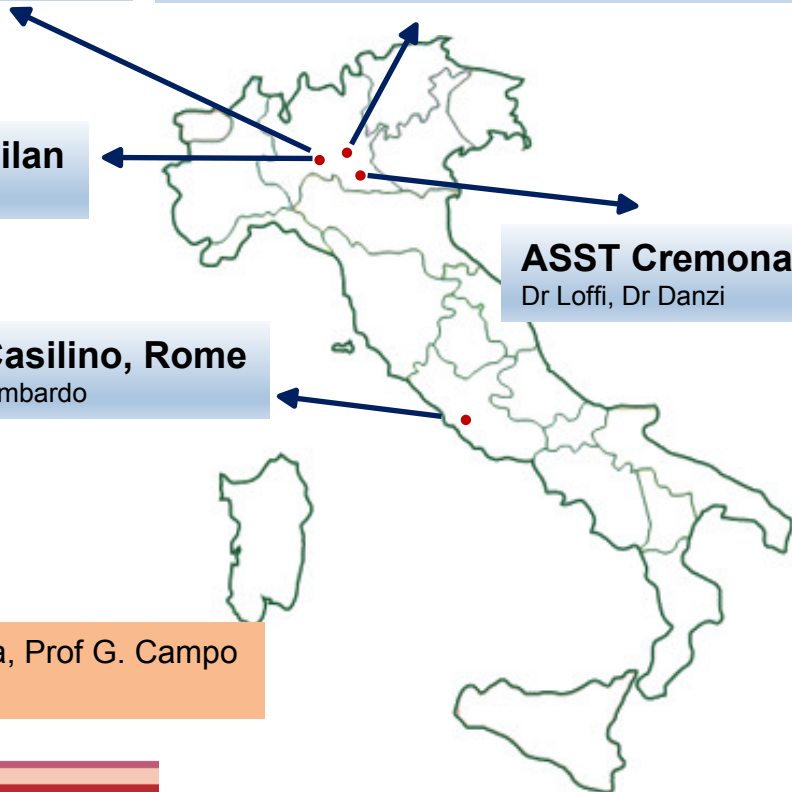 ilan
ASST Cremona
Dr Loffi, Dr Danzi
Casilino, Rome
mbardo
a, Prof G. Campo